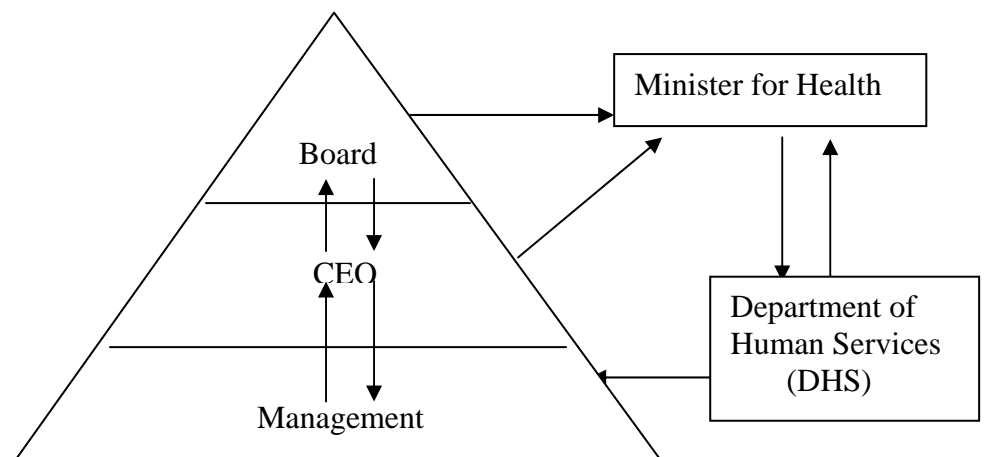 Minister for Health
Board
CEO
Department of
Human Services
(DHS)
Management